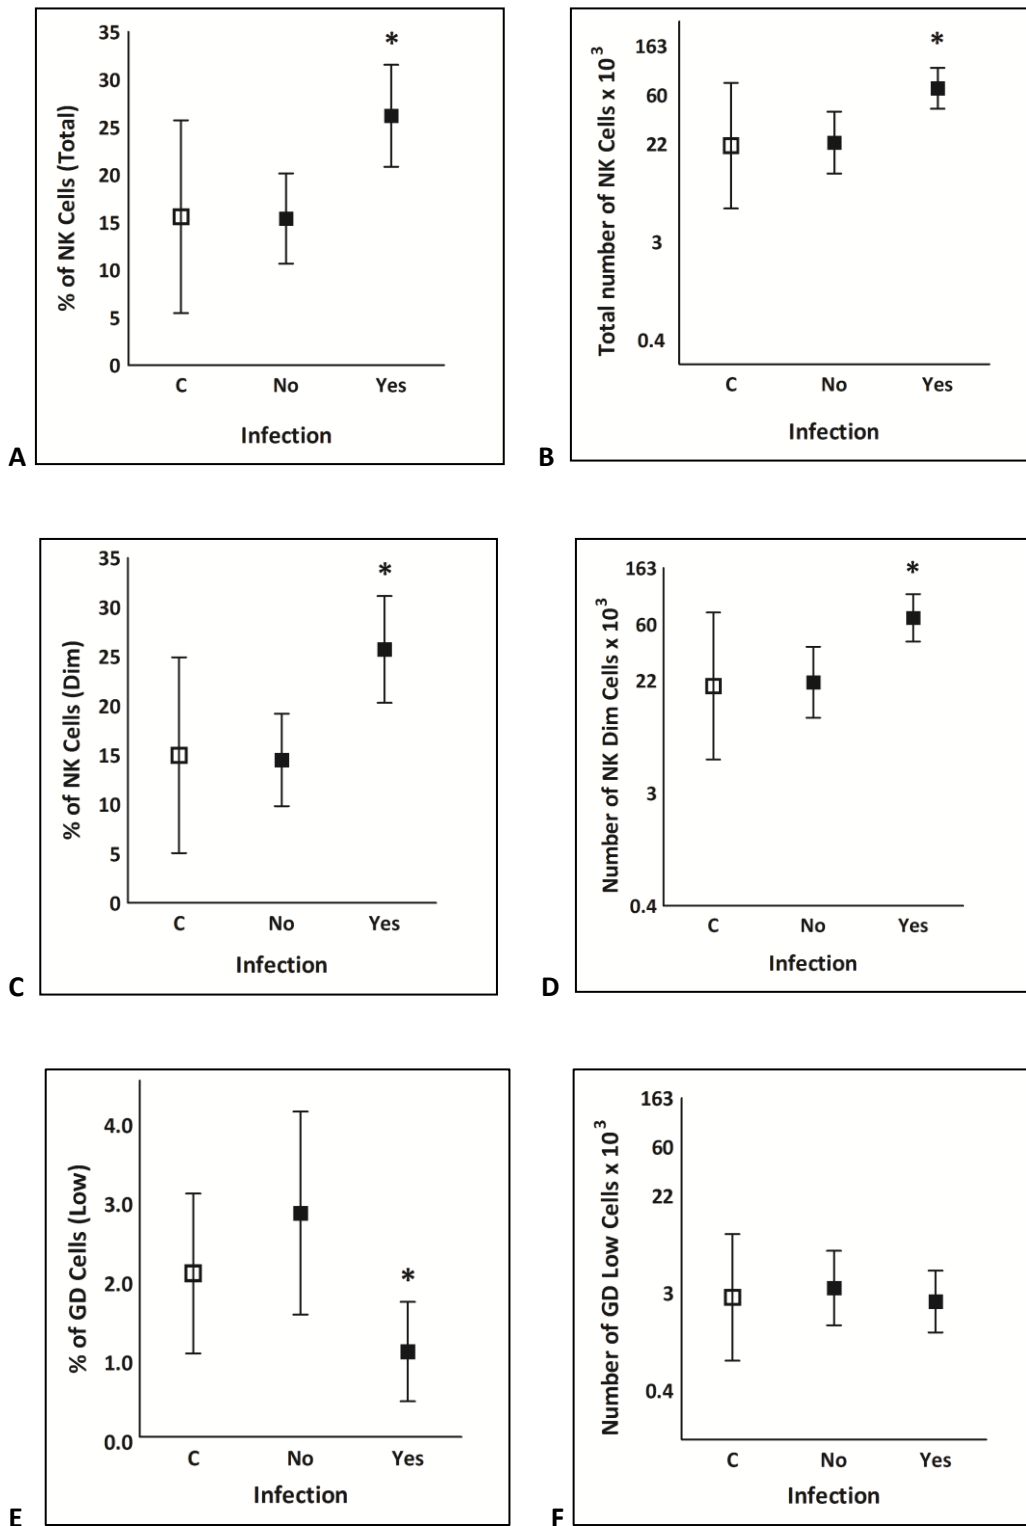 % of NK Cells (Total)
35
30
25
20
15
10
5
0
*
C No Yes
Infection
A
Total number of NK Cells x 10³
163
60
22
3
0.4
*
C No Yes
Infection
B
% of NK Cells (Dim)
35
30
25
20
15
10
5
0
*
C No Yes
Infection
C
Number of NK Dim Cells x 10³
163
60
22
3
0.4
*
C No Yes
Infection
D
% of GD Cells (Low)
4.0
3.0
2.0
1.0
0.0
*
C No Yes
Infection
E
Number of GD Low Cells x 10³
163
60
22
3
0.4
C No Yes
Infection
F